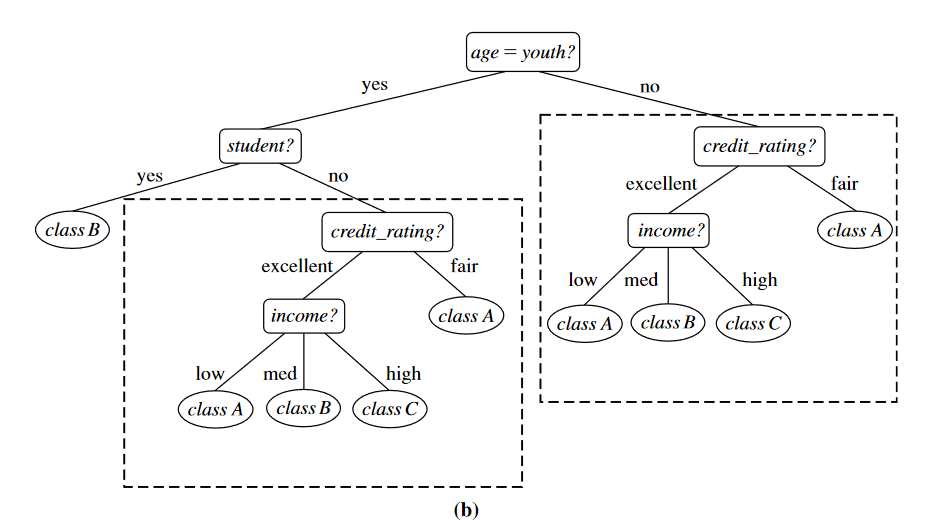 age = youth?
yes
no
student?
credit_rating?
yes
no
excellent
fair
class B
credit_rating?
income?
class A
excellent
fair
low
med
high
income?
class A
class A
class B
class C
low
med
high
class A
class B
class C
(b)